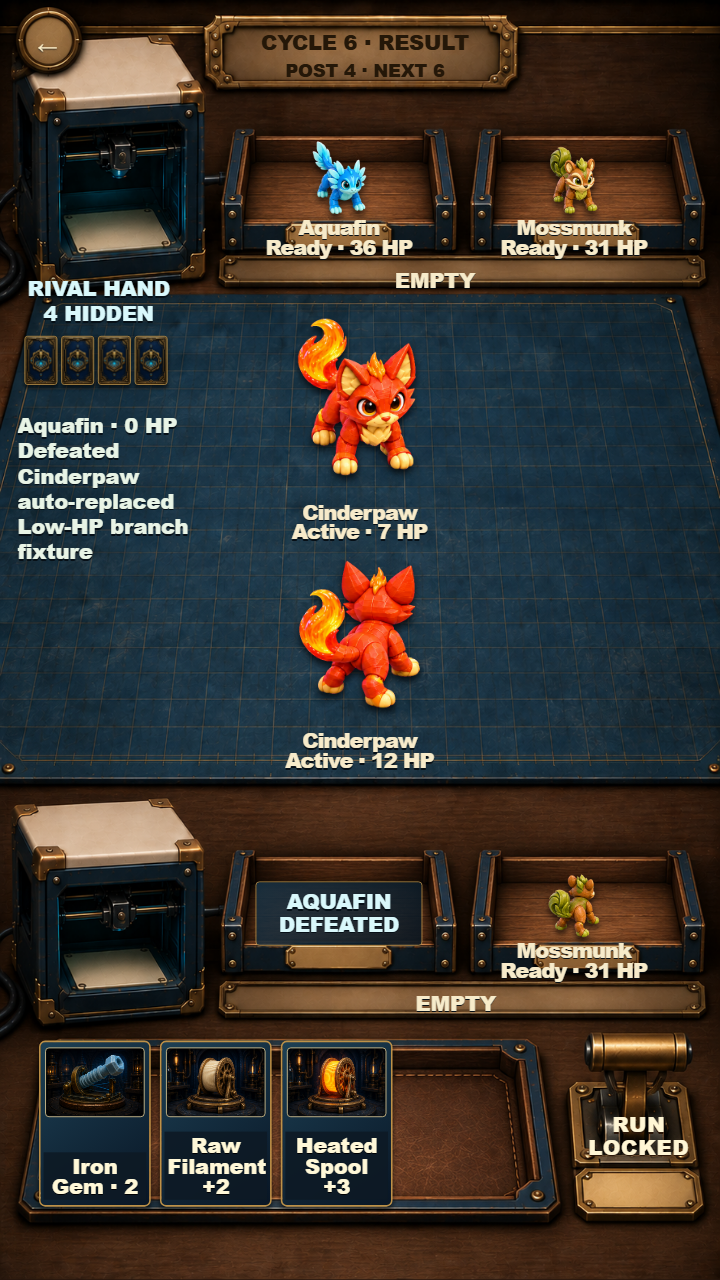 ←
CYCLE 6 · RESULT
POST 4 · NEXT 6
Aquafin
Ready · 36 HP
Mossmunk
Ready · 31 HP
EMPTY
RIVAL HAND
4 HIDDEN
Aquafin · 0 HP
Defeated
Cinderpaw
auto-replaced
Low-HP branch
fixture
Cinderpaw
Active · 7 HP
Cinderpaw
Active · 12 HP
AQUAFIN
DEFEATED
Mossmunk
Ready · 31 HP
EMPTY
Iron
Gem · 2
Raw
Filament
+2
Heated
Spool
+3
RUN
LOCKED